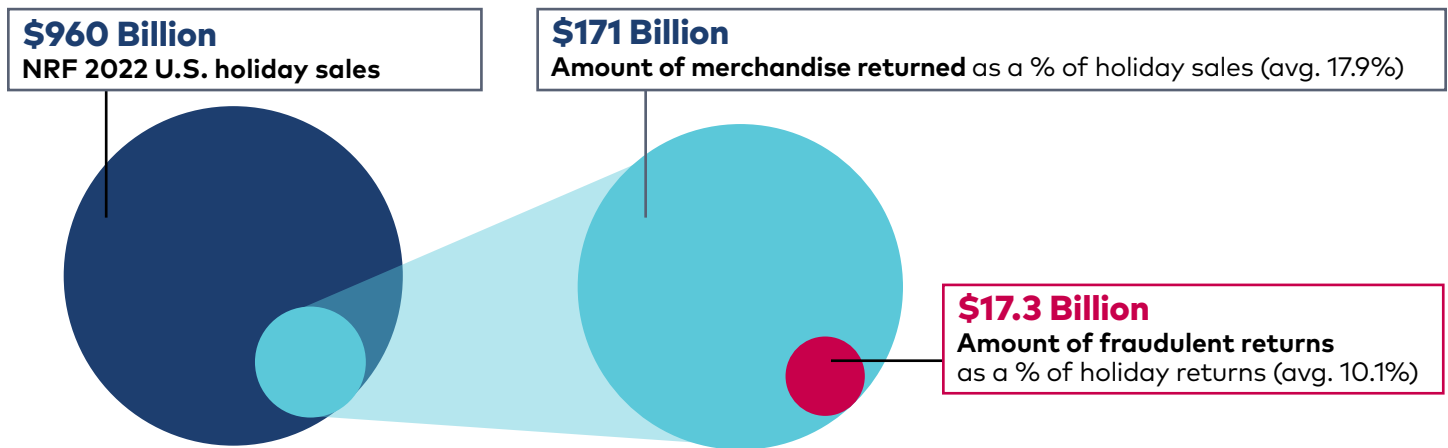 $960 Billion
NRF 2022 U.S. holiday sales
$171 Billion
Amount of merchandise returned as a % of holiday sales (avg. 17.9%)
$17.3 Billion
Amount of fraudulent returns
as a % of holiday returns (avg. 10.1%)